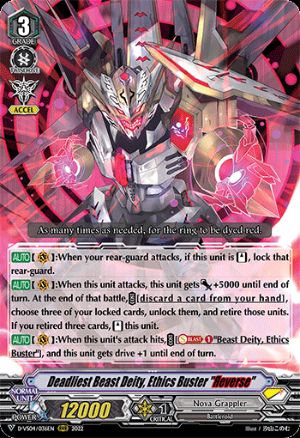 3
GRADE
TWIN DRIVE
ACCEL
As many times as needed, for the ring to be dyed red.
AUTO [ ]:When your rear-guard attacks, if this unit is [ ], lock that
rear-guard.
AUTO [ ]:When this unit attacks, this unit gets +5000 until end of
turn. At the end of that battle, [discard a card from your hand],
choose three of your locked cards, unlock them, and retire those units.
If you retired three cards, [ ] this unit.
AUTO [ ]:When this unit's attack hits, [ BLAST 1 "Deadliest Beast Deity, Ethics
Buster"], and this unit gets drive +1 until end of turn.
NORMAL
UNIT
Deadliest Beast Deity, Ethics Buster "Reverse"
POWER
12000
1
CRITICAL
Nova Grappler
Battleroid
D-VS04/036EN RRR 2022